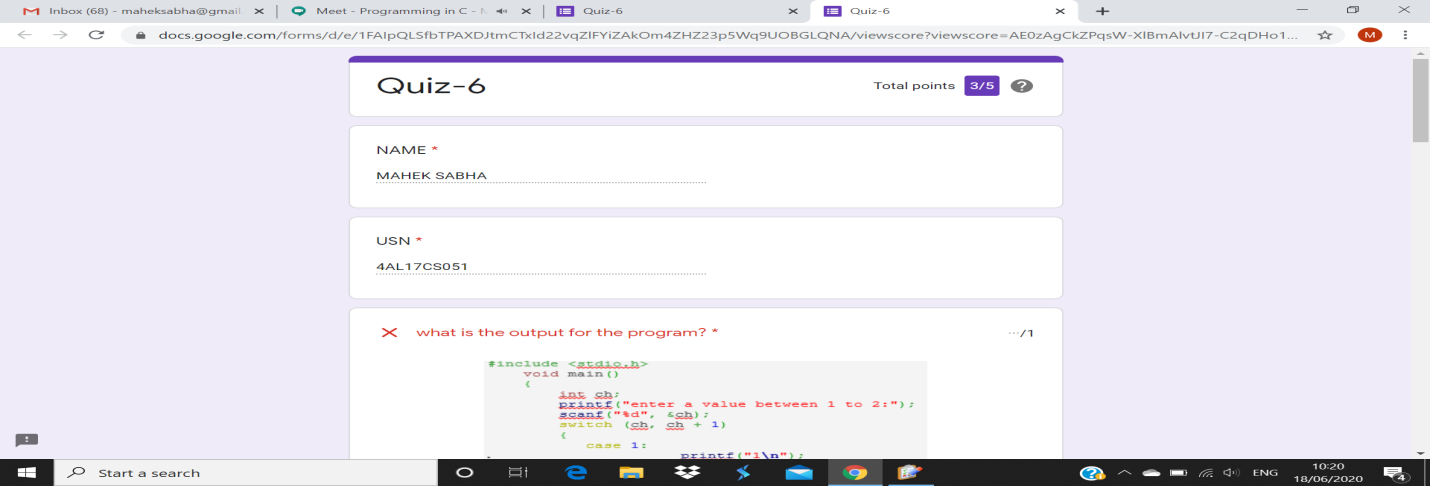 Inbox (68) - maheksabha@gmail.
Meet - Programming in C -
Quiz-6
Quiz-6
docs.google.com/forms/d/e/1FAIpQLSfbTPAXDJtmCTxId22vqZlFYiZAkOm4ZHZ23p5Wq9UOBGLQNA/viewscore?viewscore=AE0zAgCkZPqsW-XlBmAlvtJI7-C2qDHo1...
M
Quiz-6
Total points 3/5
NAME *
MAHEK SABHA
USN *
4AL17CS051
what is the output for the program? *
···/1
#include <stdio.h>
void main()
{
int ch;
printf("enter a value between 1 to 2:");
scanf("%d", &ch);
switch (ch, ch + 1)
{
case 1:
printf("1\n");
Start a search
ENG
10:20
18/06/2020
4